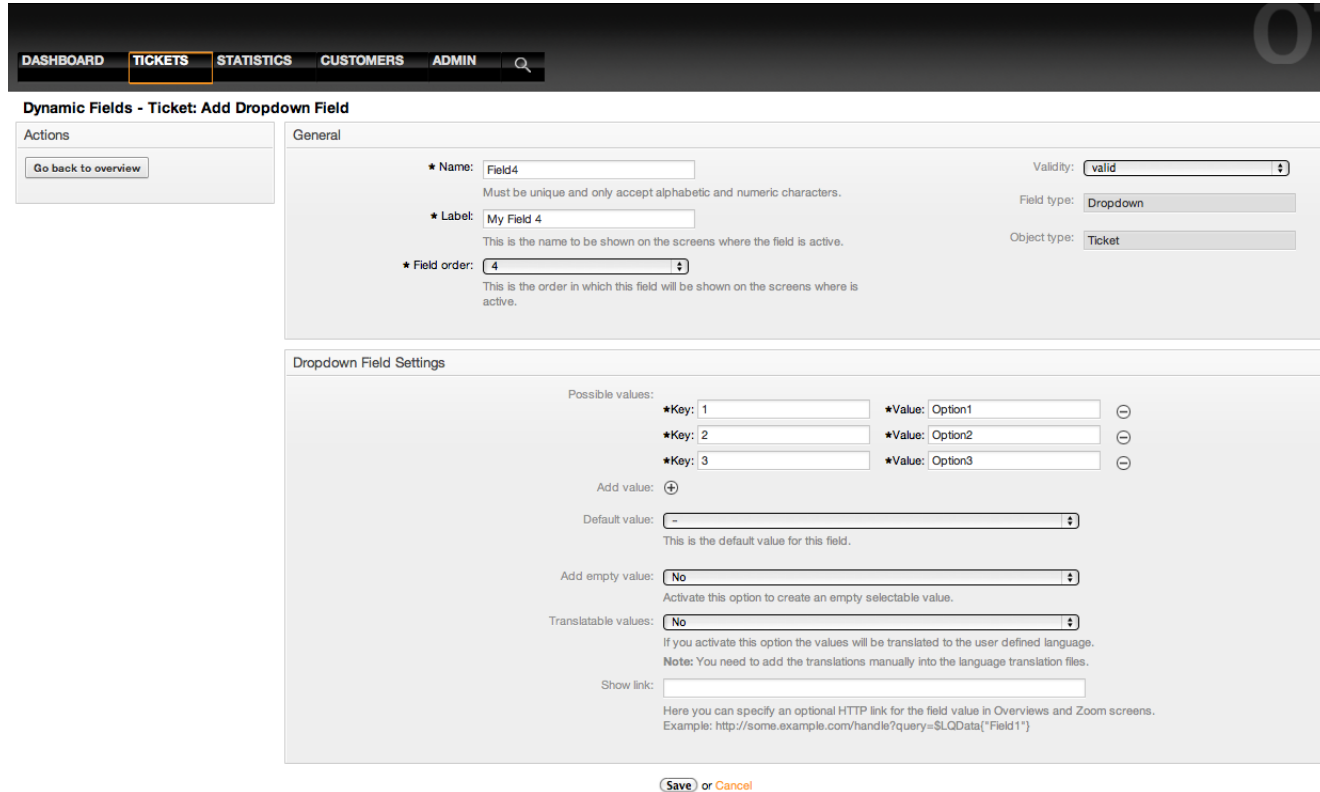 DASHBOARD TICKETS STATISTICS CUSTOMERS ADMIN
Dynamic Fields - Ticket: Add Dropdown Field
Actions
Go back to overview
General
★ Name: Field4
Must be unique and only accept alphabetic and numeric characters.
★ Label: My Field 4
This is the name to be shown on the screens where the field is active.
★ Field order: 4
This is the order in which this field will be shown on the screens where is
active.
Validity: valid
Field type: Dropdown
Object type: Ticket
Dropdown Field Settings
Possible values:
★Key: 1 ★Value: Option1
★Key: 2 ★Value: Option2
★Key: 3 ★Value: Option3
Add value:
Default value: -
This is the default value for this field.
Add empty value: No
Activate this option to create an empty selectable value.
Translatable values: No
If you activate this option the values will be translated to the user defined language.
Note: You need to add the translations manually into the language translation files.
Show link:
Here you can specify an optional HTTP link for the field value in Overviews and Zoom screens.
Example: http://some.example.com/handle?query=$LQData{"Field1"}
Save or Cancel